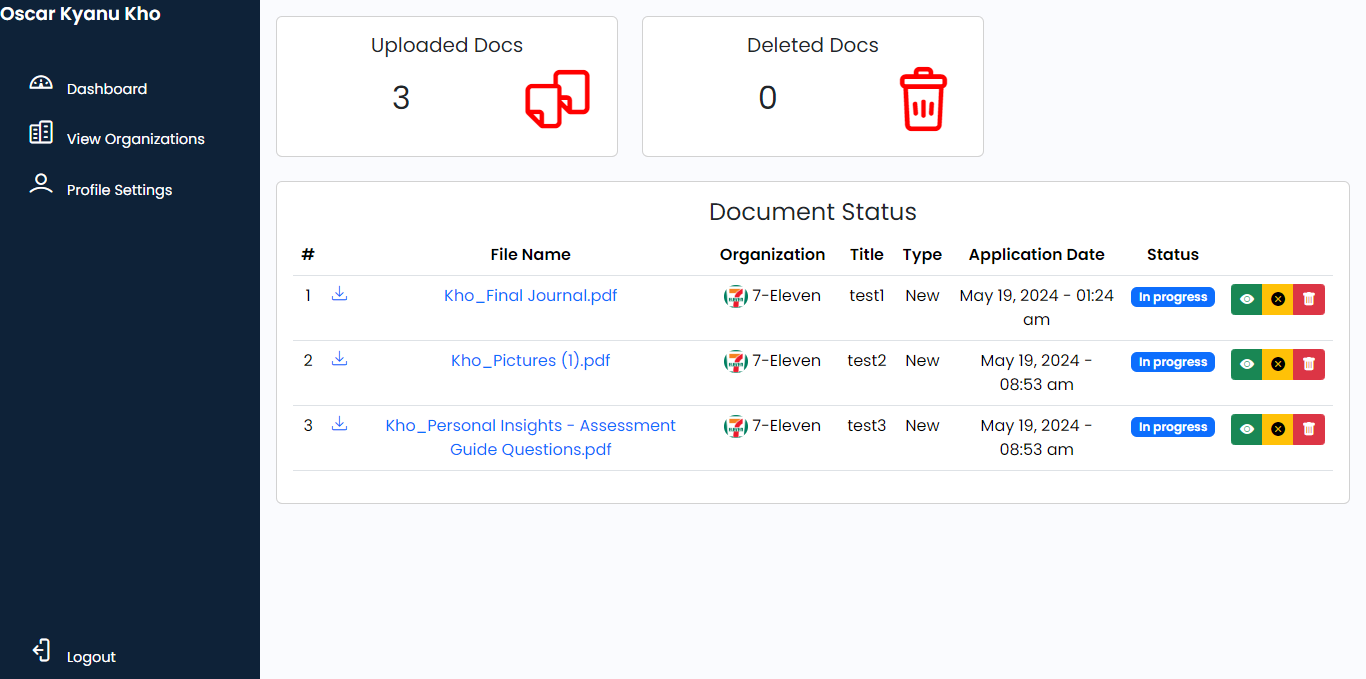 Oscar Kyanu Kho
Dashboard
View Organizations
Profile Settings
Logout
Uploaded Docs
3
Deleted Docs
0
Document Status
# File Name Organization Title Type Application Date Status
1 Kho_Final Journal.pdf 7-Eleven test1 New May 19, 2024 - 01:24 In progress
am
2 Kho_Pictures (1).pdf 7-Eleven test2 New May 19, 2024 - In progress
08:53 am
3 Kho_Personal Insights - Assessment 7-Eleven test3 New May 19, 2024 - In progress
Guide Questions.pdf 08:53 am